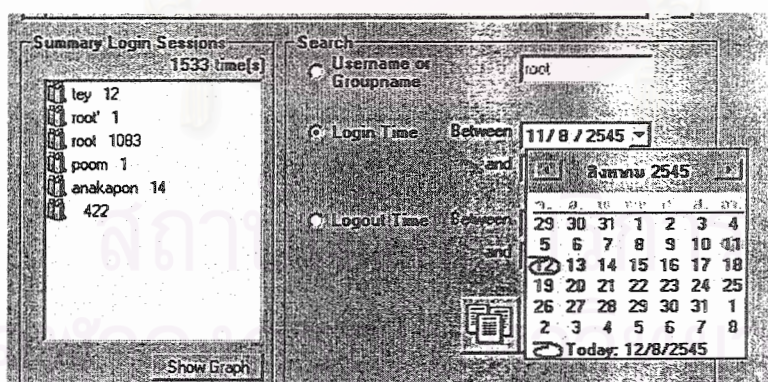 Summary Login Sessions
1533 time[s]
tey 12
root' 1
root 1083
poom 1
anakapon 14
422
Show Graph
Search
Username or
Groupname
root
Login Time
Between
11/ 8 / 2545
and
Logout Time
Between
and
สิงหาคม 2545
29 30 31 1 2 3 4
5 6 7 8 9 10 11
12 13 14 15 16 17 18
19 20 21 22 23 24 25
26 27 28 29 30 31 1
2 3 4 5 6 7 8
Today: 12/8/2545